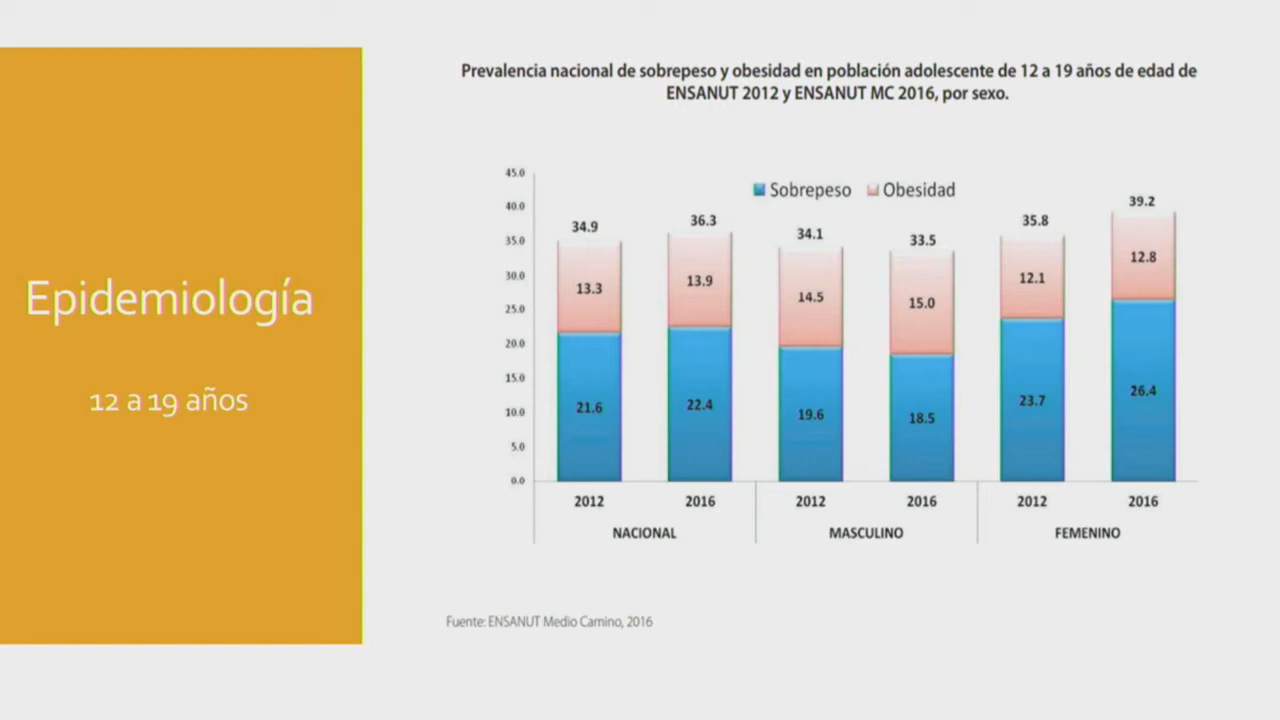 Epidemiología
12 a 19 años
Prevalencia nacional de sobrepeso y obesidad en población adolescente de 12 a 19 años de edad de
ENSANUT 2012 y ENSANUT MC 2016, por sexo.
Sobrepeso Obesidad
45.0
40.0
35.0
30.0
25.0
20.0
15.0
10.0
5.0
0.0
34.9 36.3 34.1 33.5 35.8 39.2
13.3 13.9 14.5 15.0 12.1 12.8
21.6 22.4 19.6 18.5 23.7 26.4
2012 2016 2012 2016 2012 2016
NACIONAL MASCULINO FEMENINO
Fuente: ENSANUT Medio Camino, 2016